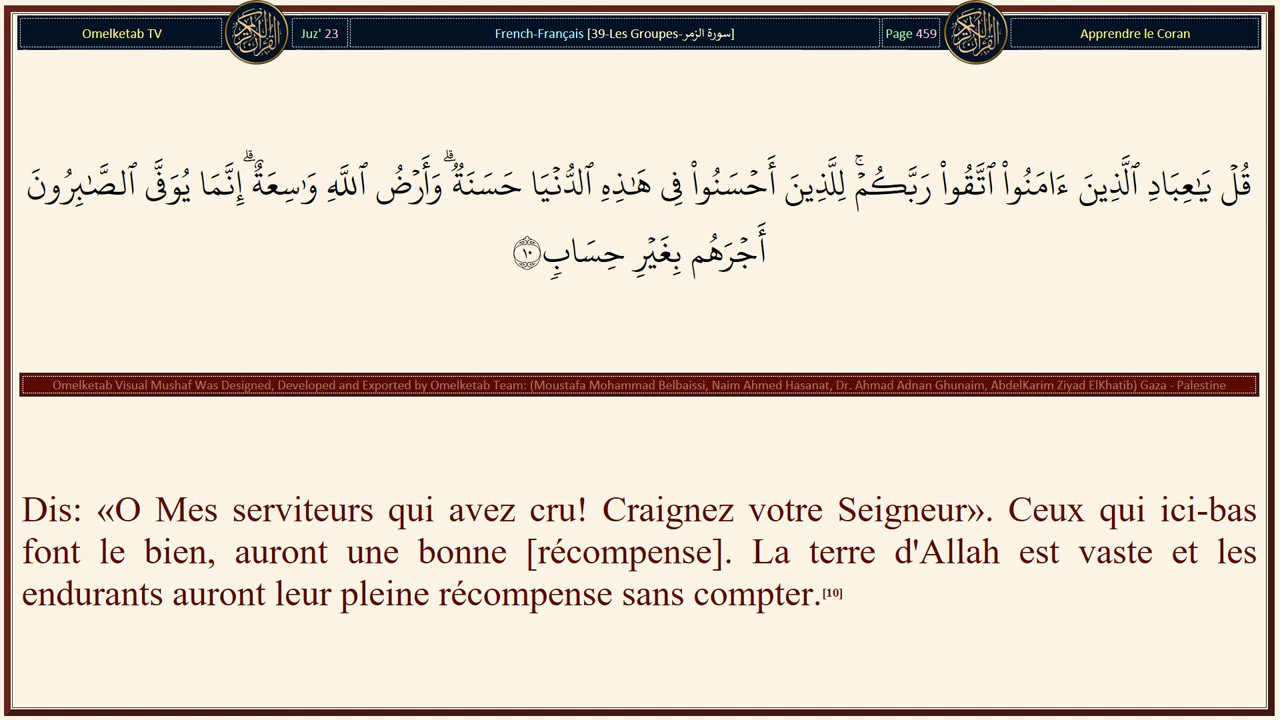 Omelketab TV
Juz' 23
French-Français [39-Les Groupes-سورة الزمر]
Page 459
Apprendre le Coran
قُلۡ يَٰعِبَادِ ٱلَّذِينَ ءَامَنُواْ ٱتَّقُواْ رَبَّكُمۡۚ لِلَّذِينَ أَحۡسَنُواْ فِي هَٰذِهِ ٱلدُّنۡيَا حَسَنَةٞۗ وَأَرۡضُ ٱللَّهِ وَٰسِعَةٌۗ إِنَّمَا يُوَفَّى ٱلصَّٰبِرُونَ
أَجۡرَهُم بِغَيۡرِ حِسَابٖ ١٠
Omelketab Visual Mushaf Was Designed, Developed and Exported by Omelketab Team: (Moustafa Mohammad Belbaissi, Naim Ahmed Hasanat, Dr. Ahmad Adnan Ghunaim, AbdelKarim Ziyad ElKhatib) Gaza - Palestine
Dis: «O Mes serviteurs qui avez cru! Craignez votre Seigneur». Ceux qui ici-bas
font le bien, auront une bonne [récompense]. La terre d'Allah est vaste et les
endurants auront leur pleine récompense sans compter.[10]